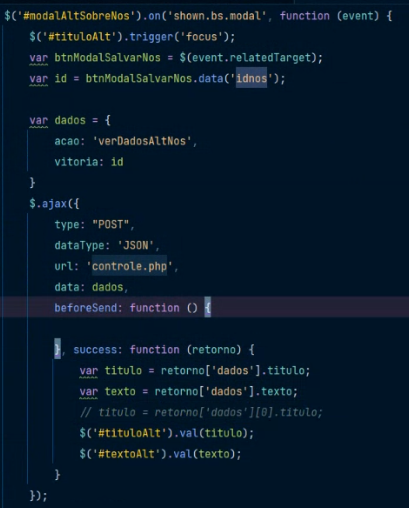 $('#modalAltSobreNos').on('shown.bs.modal', function (event) {
    $('#tituloAlt').trigger('focus');
    var btnModalSalvarNos = $(event.relatedTarget);
    var id = btnModalSalvarNos.data('idnos');

    var dados = {
        acao: 'verDadosAltNos',
        vitoria: id
    }
    $.ajax({
        type: "POST",
        dataType: 'JSON',
        url: 'controle.php',
        data: dados,
        beforeSend: function () {

        }, success: function (retorno) {
            var titulo = retorno['dados'].titulo;
            var texto = retorno['dados'].texto;
            // titulo = retorno['dados'][0].titulo;
            $('#tituloAlt').val(titulo);
            $('#textoAlt').val(texto);
        }
    });